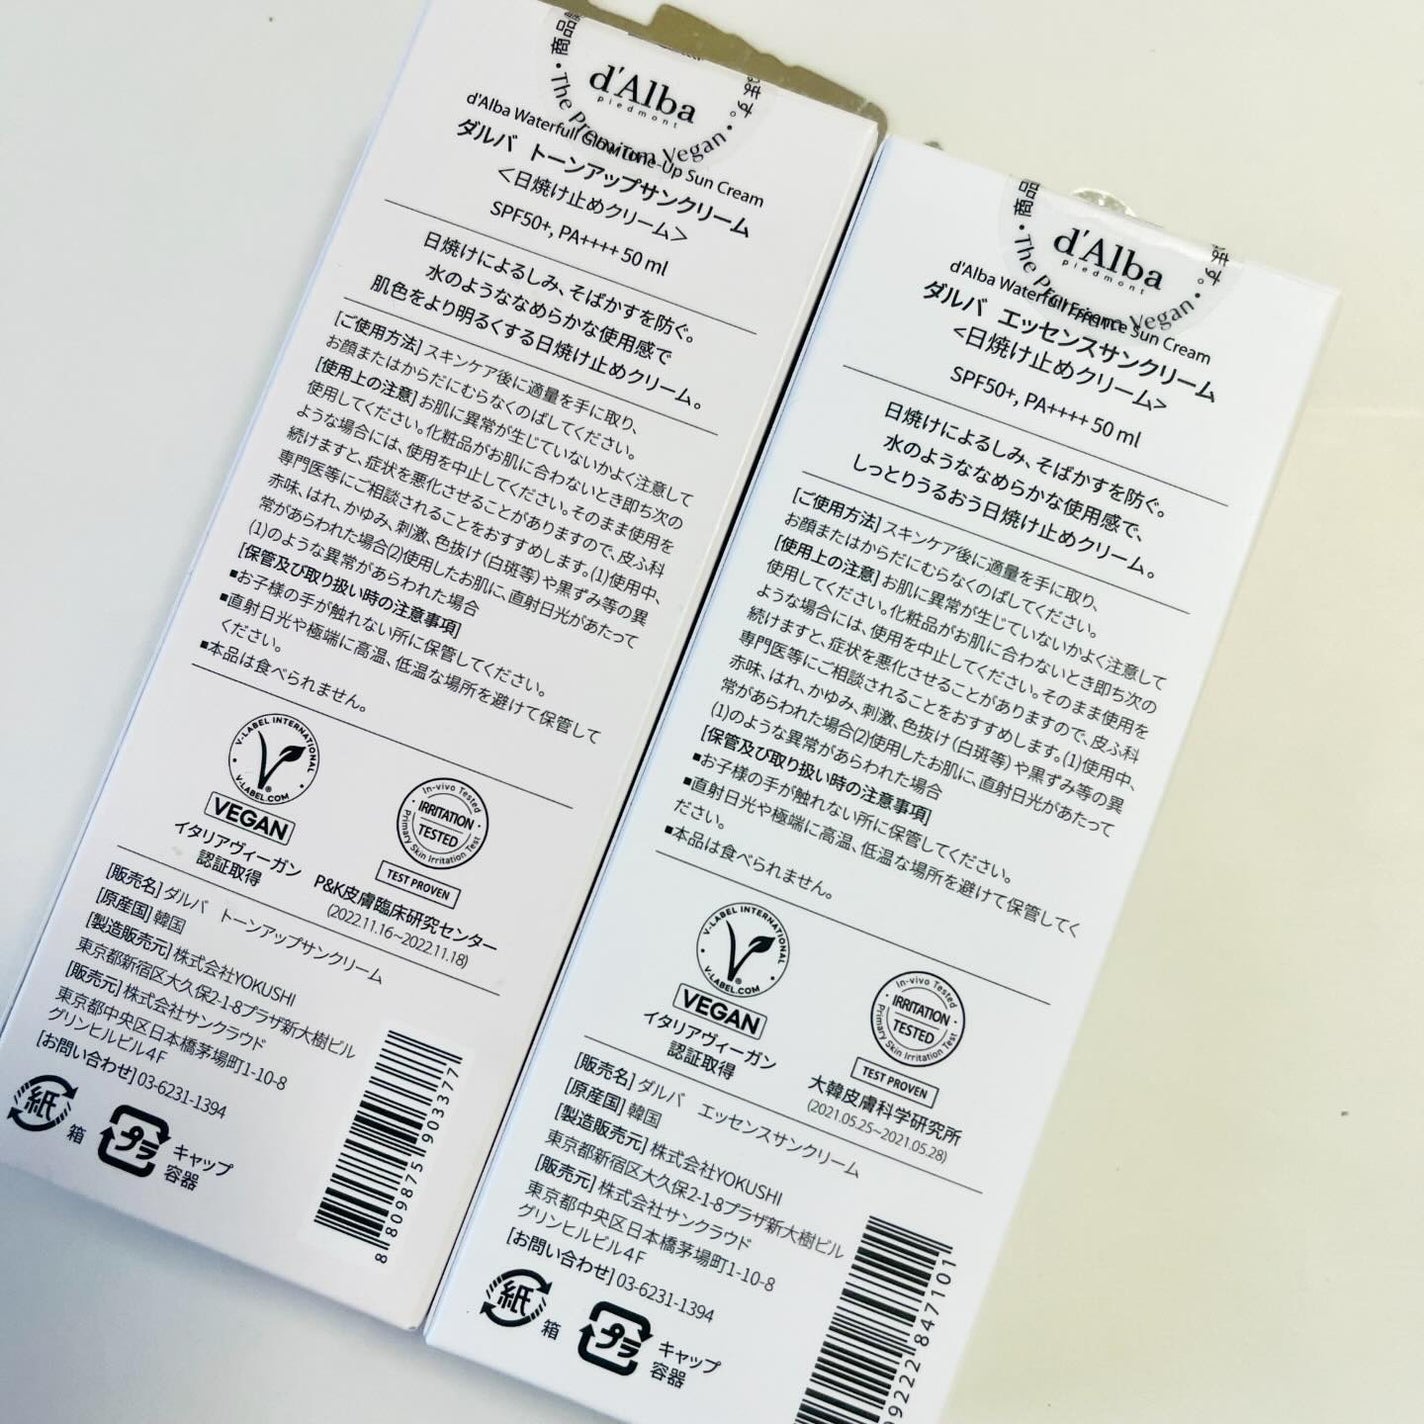 商品
ます。
d'Alba
Piedmont
・The Premium Vegan・
d'Alba Waterfull Tone-Up Sun Cream
ダルバ トーンアップサンクリーム
<日焼け止めクリーム>
SPF50+, PA++++ 50 ml
日焼けによるしみ、そばかすを防ぐ。
水のようななめらかな使用感で
肌色をより明るくする日焼け止めクリーム。
[ご使用方法] スキンケア後に適量を手に取り、
お顔またはからだにむらなくのばしてください。
[使用上の注意] お肌に異常が生じていないかよく注意して
使用してください。化粧品がお肌に合わないとき即ち次の
ような場合には、使用を中止してください。そのまま使用を
続けますと、症状を悪化させることがありますので、皮ふ科
専門医等にご相談されることをおすすめします。(1)使用中、
赤味、はれ、かゆみ、刺激、色抜け (白斑等) や黒ずみ等の異
常があらわれた場合(2)使用したお肌に、直射日光があたって
(1)のような異常があらわれた場合
[保管及び取り扱い時の注意事項]
■お子様の手が触れない所に保管してください。
■直射日光や極端に高温、低温な場所を避けて保管して
ください。
■本品は食べられません。
V-LABEL INTERNATIONAL
V-LABEL.COM
VEGAN
イタリアヴィーガン
認証取得
In-vivo Tested
IRRITATION
TESTED
Primary Skin Irritation Test
TEST PROVEN
P&K皮膚臨床研究センター
(2022.11.16~2022.11.18)
[販売名] ダルバ トーンアップサンクリーム
[原産国] 韓国
[製造販売元] 株式会社YOKUSHI
東京都新宿区大久保2-1-8プラザ新大樹ビル
[販売元] 株式会社サンクラウド
東京都中央区日本橋茅場町1-10-8
グリンヒルビル4F
[お問い合わせ] 03-6231-1394
紙
箱
プラ
キャップ
容器
8 809875 903377
商品
ます。
d'Alba
Piedmont
・The Premium Vegan・
d'Alba Waterfull Essence Sun Cream
ダルバ エッセンスサンクリーム
<日焼け止めクリーム>
SPF50+, PA++++ 50 ml
日焼けによるしみ、そばかすを防ぐ。
水のようななめらかな使用感で、
しっとりうるおう日焼け止めクリーム。
[ご使用方法] スキンケア後に適量を手に取り、
お顔またはからだにむらなくのばしてください。
[使用上の注意] お肌に異常が生じていないかよく注意して
使用してください。化粧品がお肌に合わないとき即ち次の
ような場合には、使用を中止してください。そのまま使用を
続けますと、症状を悪化させることがありますので、皮ふ科
専門医等にご相談されることをおすすめします。(1)使用中、
赤味、はれ、かゆみ、刺激、色抜け (白斑等) や黒ずみ等の異
常があらわれた場合(2)使用したお肌に、直射日光があたって
(1)のような異常があらわれた場合
[保管及び取り扱い時の注意事項]
■お子様の手が触れない所に保管してください。
■直射日光や極端に高温、低温な場所を避けて保管してく
ださい。
■本品は食べられません。
V-LABEL INTERNATIONAL
V-LABEL.COM
VEGAN
イタリアヴィーガン
認証取得
In-vivo Tested
IRRITATION
TESTED
Primary Skin Irritation Test
TEST PROVEN
大韓皮膚科学研究所
(2021.05.25~2021.05.28)
[販売名] ダルバ エッセンスサンクリーム
[原産国] 韓国
[製造販売元] 株式会社YOKUSHI
東京都新宿区大久保2-1-8プラザ新大樹ビル
[販売元] 株式会社サンクラウド
東京都中央区日本橋茅場町1-10-8
グリンヒルビル4F
[お問い合わせ] 03-6231-1394
紙
箱
プラ
キャップ
容器
09222 847101